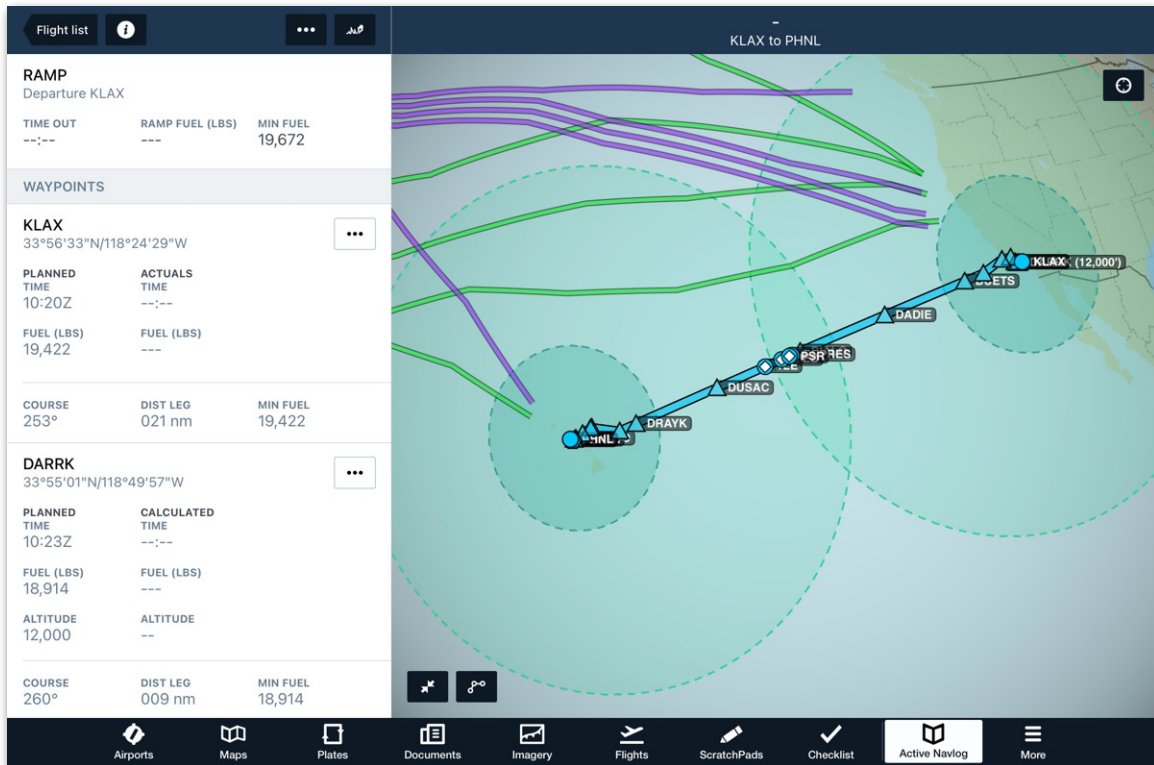 Flight list
-
KLAX to PHNL
RAMP
Departure KLAX
TIME OUT RAMP FUEL (LBS) MIN FUEL
--:-- --- 19,672
WAYPOINTS
KLAX
33°56'33"N/118°24'29"W
PLANNED ACTUALS
TIME TIME
10:20Z --:--
FUEL (LBS) FUEL (LBS)
19,422 ---
COURSE DIST LEG MIN FUEL
253° 021 nm 19,422
DARRK
33°55'01"N/118°49'57"W
PLANNED CALCULATED
TIME TIME
10:23Z --:--
FUEL (LBS) FUEL (LBS)
18,914 ---
ALTITUDE ALTITUDE
12,000 --
COURSE DIST LEG MIN FUEL
260° 009 nm 18,914
KLAX (12,000')
DUETS
DADIE
PSR
DUSAC
DRAYK
Airports Maps Plates Documents Imagery Flights ScratchPads Checklist Active Navlog More